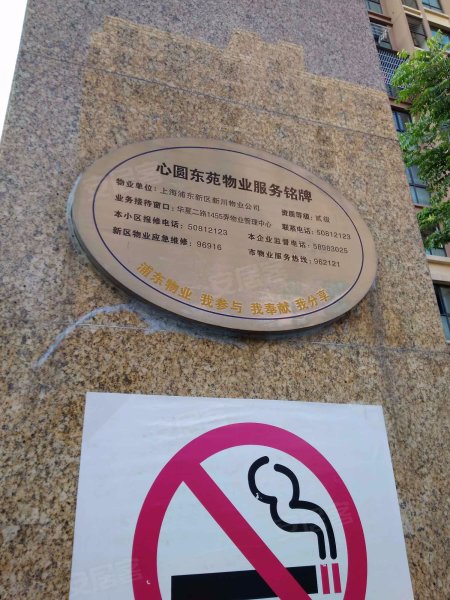 心圆东苑物业服务铭牌
物业单位：上海浦东新区新川物业公司 资质等级：贰级
业务接待窗口：华夏二路1455弄物业管理中心 联系电话：50812123
本小区报修电话：50812123 本企业监督电话：58983025
新区物业应急维修：96916 市物业服务热线：962121
浦东物业 我参与 我奉献 我分享
安居客